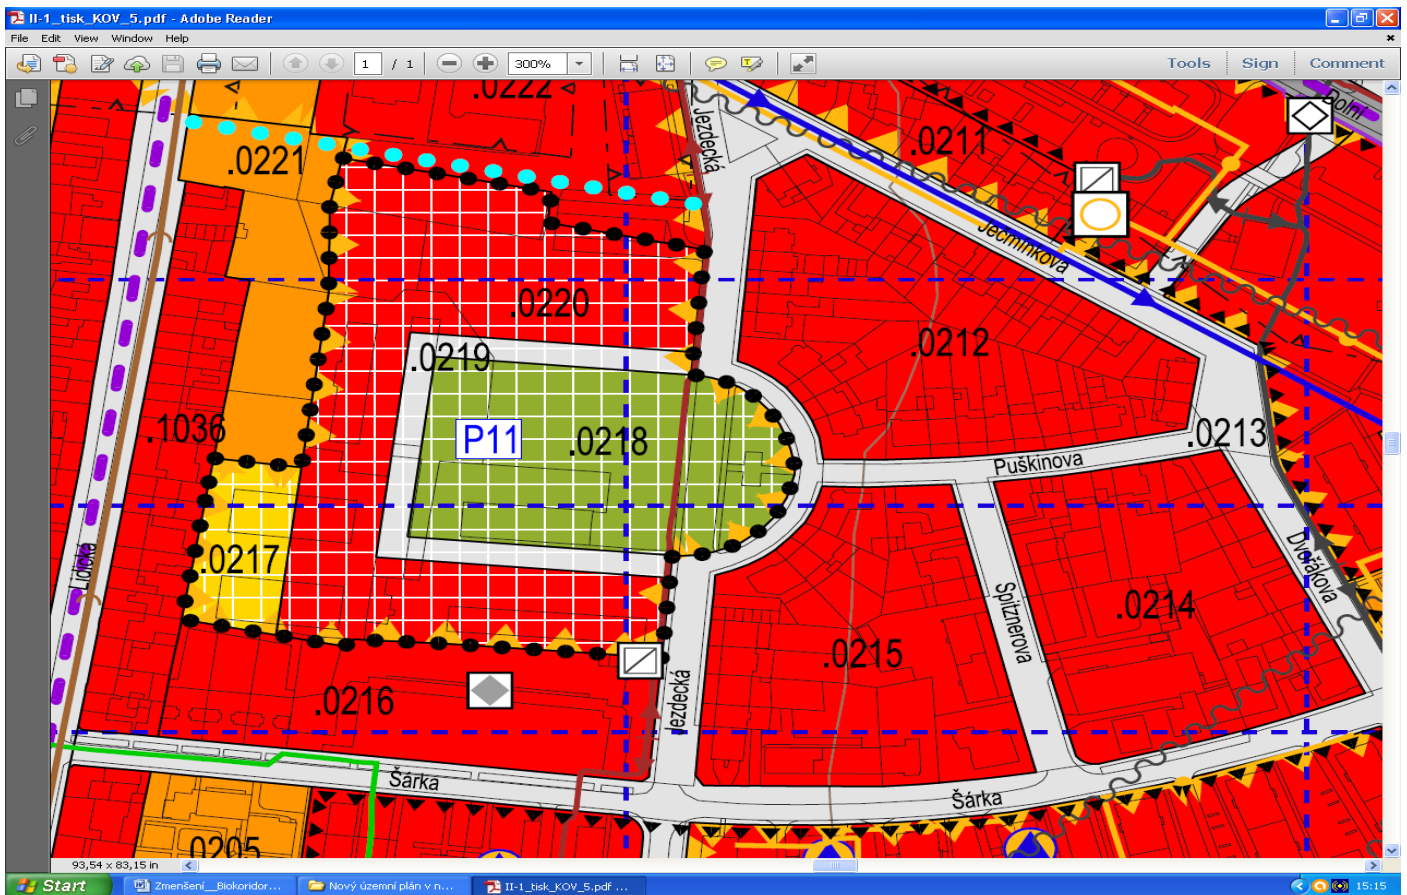 II-1_tisk_KOV_5.pdf - Adobe Reader
File Edit View Window Help
1 / 1 300% Tools Sign Comment
.0222
Jezdecká
Dolní
.0211
.0221
Ječmínkova
.0220
.0219
.0212
.1036
P11
.0218
.0213
Puškinova
.0217
Lidická
Dvořákova
Spitznerova
.0214
.0215
.0216
Jezdecká
Šárka
Šárka
.0205
93,54 x 83,15 in
Start Zmenšení__Biokoridor... Nový územní plán v n... II-1_tisk_KOV_5.pdf ... 15:15